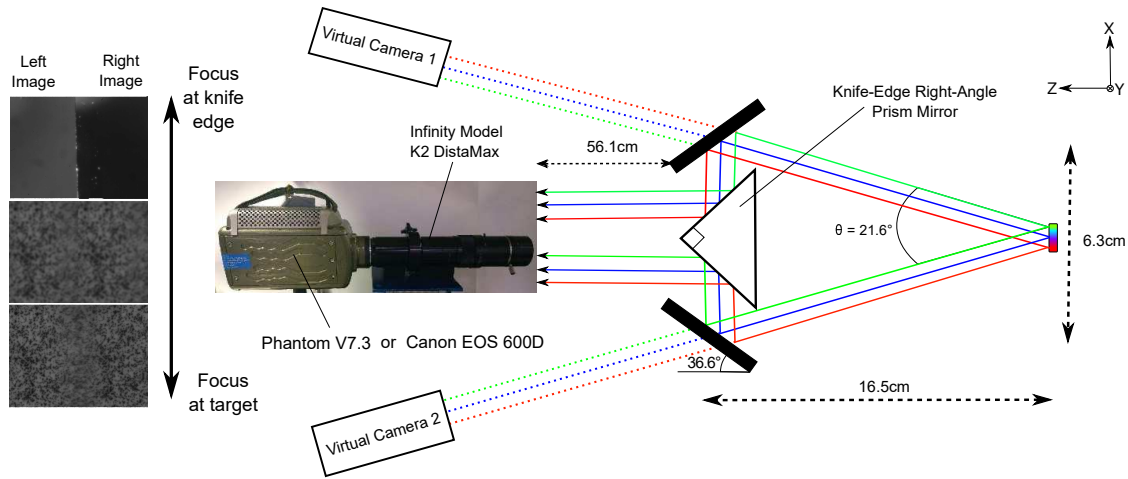 Left
Image
Right
Image
Focus
at knife
edge
Focus
at target
Virtual Camera 1
Infinity Model
K2 DistaMax
56.1cm
Knife-Edge Right-Angle
Prism Mirror
X
Z
Y
θ = 21.6°
6.3cm
Phantom V7.3 or Canon EOS 600D
36.6°
16.5cm
Virtual Camera 2